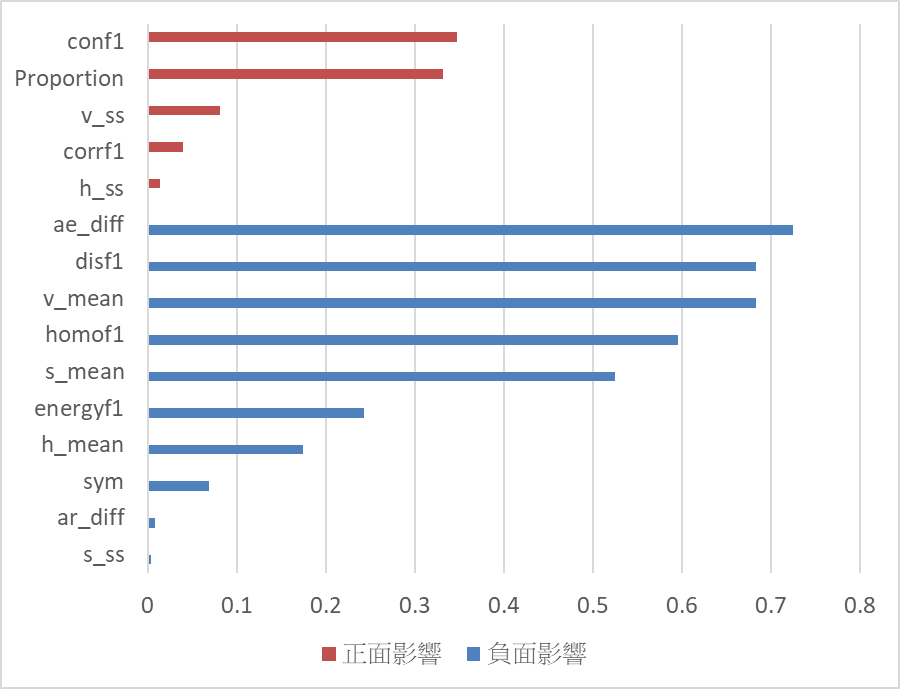 conf1
Proportion
v_ss
corrf1
h_ss
ae_diff
disf1
v_mean
homof1
s_mean
energyf1
h_mean
sym
ar_diff
s_ss
0 0.1 0.2 0.3 0.4 0.5 0.6 0.7 0.8
正面影響 負面影響